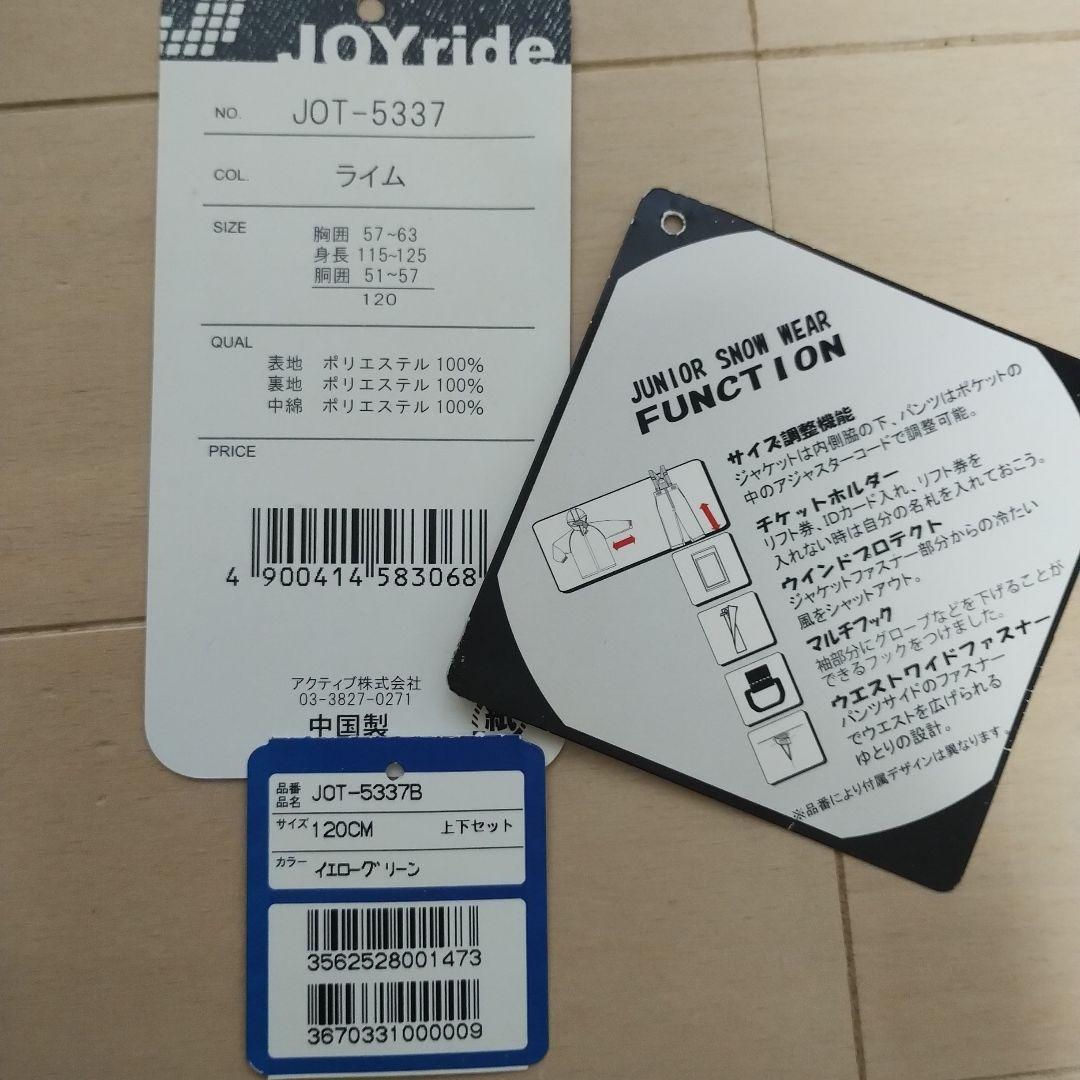 JOYride
NO. JOT-5337
COL. ライム
SIZE
胸囲 57~63
身長 115~125
胴囲 51~57
120
QUAL
表地 ポリエステル 100%
裏地 ポリエステル 100%
中綿 ポリエステル 100%
PRICE
4 900414 583068
アクティブ株式会社
03-3827-0271
中国製
品番
品名 JOT-5337B
サイズ 120CM 上下セット
カラー イエローグリーン
3562528001473
3670331000009
JUNIOR SNOW WEAR
FUNCTION
サイズ調整機能
ジャケットは内側脇の下、パンツはポケットの
中のアジャスターコードで調整可能。
チケットホルダー
リフト券、IDカード入れ、リフト券を
入れない時は自分の名札を入れておこう。
ウインドプロテクト
ジャケットファスナー部分からの冷たい
風をシャットアウト。
マルチフック
袖部分にグローブなどを下げることが
できるフックをつけました。
ウエストワイドファスナー
パンツサイドのファスナー
でウエストを広げられる
ゆとりの設計。
※品番により付属デザインは異なります。